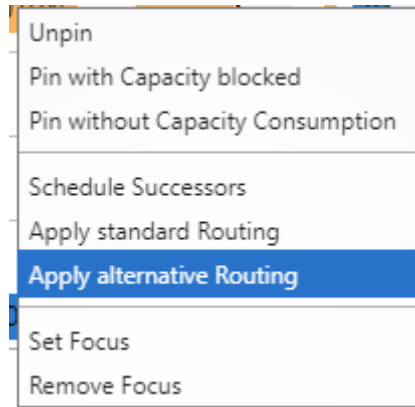 Unpin
Pin with Capacity blocked
Pin without Capacity Consumption
Schedule Successors
Apply standard Routing
Apply alternative Routing
Set Focus
Remove Focus